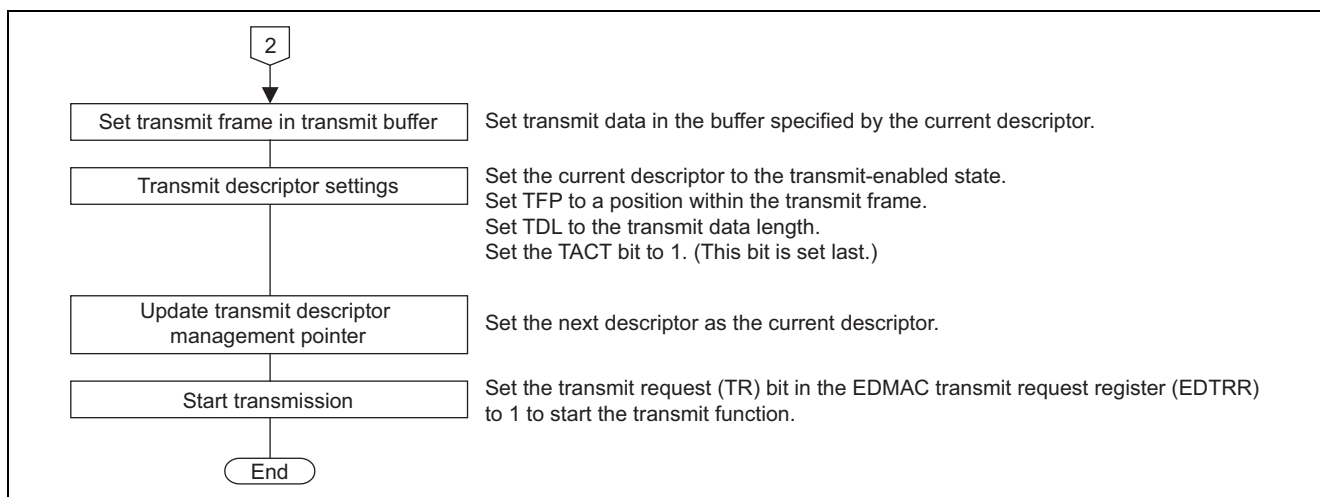 2
Set transmit frame in transmit buffer
Set transmit data in the buffer specified by the current descriptor.
Transmit descriptor settings
Set the current descriptor to the transmit-enabled state.
Set TFP to a position within the transmit frame.
Set TDL to the transmit data length.
Set the TACT bit to 1. (This bit is set last.)
Update transmit descriptor
management pointer
Set the next descriptor as the current descriptor.
Start transmission
Set the transmit request (TR) bit in the EDMAC transmit request register (EDTRR)
to 1 to start the transmit function.
End